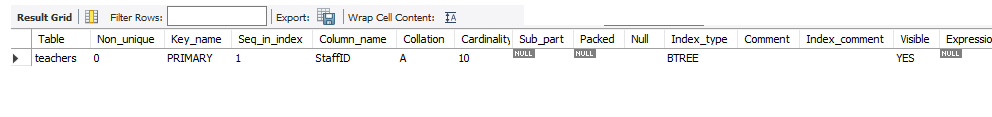 Result Grid Filter Rows: Export: Wrap Cell Content: IA
Table Non_unique Key_name Seq_in_index Column_name Collation Cardinality Sub_part Packed Null Index_type Comment Index_comment Visible Expressio
teachers 0 PRIMARY 1 StaffID A 10 NULL NULL BTREE YES NULL